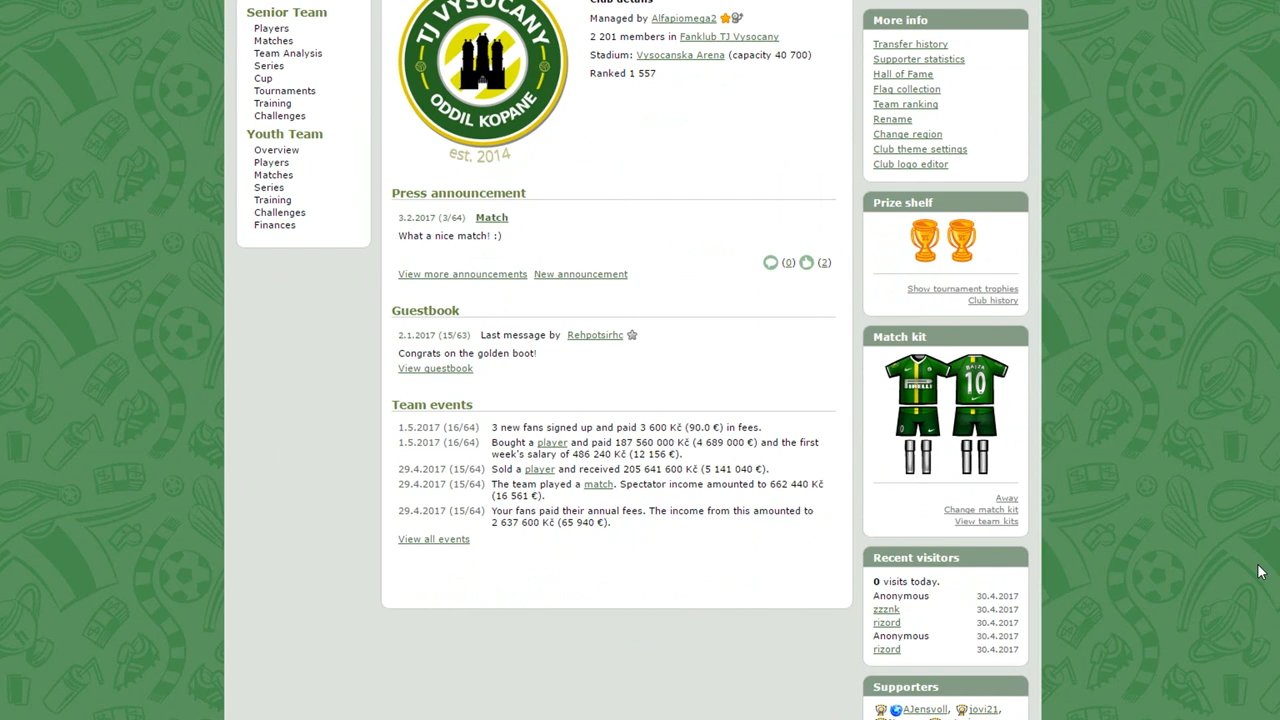 Senior Team
Players
Matches
Team Analysis
Series
Cup
Tournaments
Training
Challenges
Youth Team
Overview
Players
Matches
Series
Training
Challenges
Finances
TJ VYSOCANY
ODDIL KOPANE
est. 2014
Club details
Managed by Alfapiomega2
2 201 members in Fanklub TJ Vysocany
Stadium: Vysocanska Arena (capacity 40 700)
Ranked 1 557
Press announcement
3.2.2017 (3/64) Match
What a nice match! :)
(0) (2)
View more announcements New announcement
Guestbook
2.1.2017 (15/63) Last message by Rehpotsirhc
Congrats on the golden boot!
View guestbook
Team events
1.5.2017 (16/64) 3 new fans signed up and paid 3 600 Kč (90.0 €) in fees.
1.5.2017 (16/64) Bought a player and paid 187 560 000 Kč (4 689 000 €) and the first
week's salary of 486 240 Kč (12 156 €).
29.4.2017 (15/64) Sold a player and received 205 641 600 Kč (5 141 040 €).
29.4.2017 (15/64) The team played a match. Spectator income amounted to 662 440 Kč
(16 561 €).
29.4.2017 (15/64) Your fans paid their annual fees. The income from this amounted to
2 637 600 Kč (65 940 €).
View all events
More info
Transfer history
Supporter statistics
Hall of Fame
Flag collection
Team ranking
Rename
Change region
Club theme settings
Club logo editor
Prize shelf
Show tournament trophies
Club history
Match kit
PIRELLI
10
Away
Change match kit
View team kits
Recent visitors
0 visits today.
Anonymous 30.4.2017
zzznk 30.4.2017
rizord 30.4.2017
Anonymous 30.4.2017
rizord 30.4.2017
Supporters
AJensvoll, jovi21,